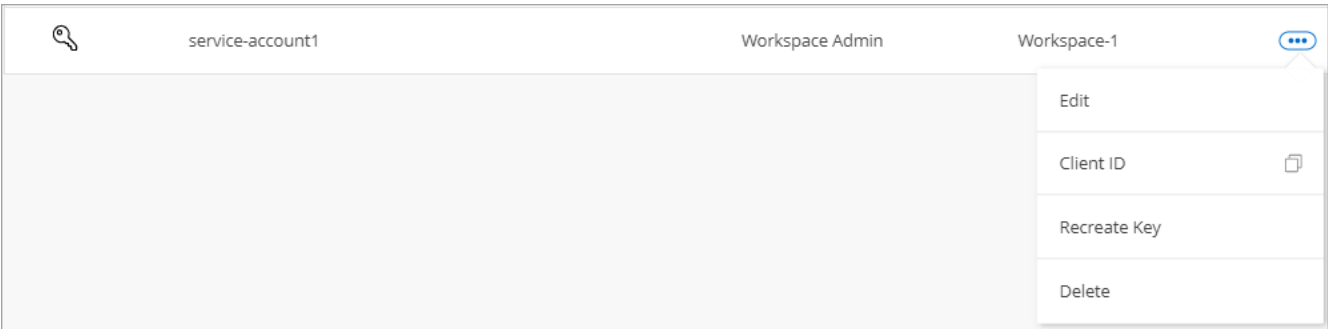 service-account1 Workspace Admin Workspace-1
Edit
Client ID
Recreate Key
Delete